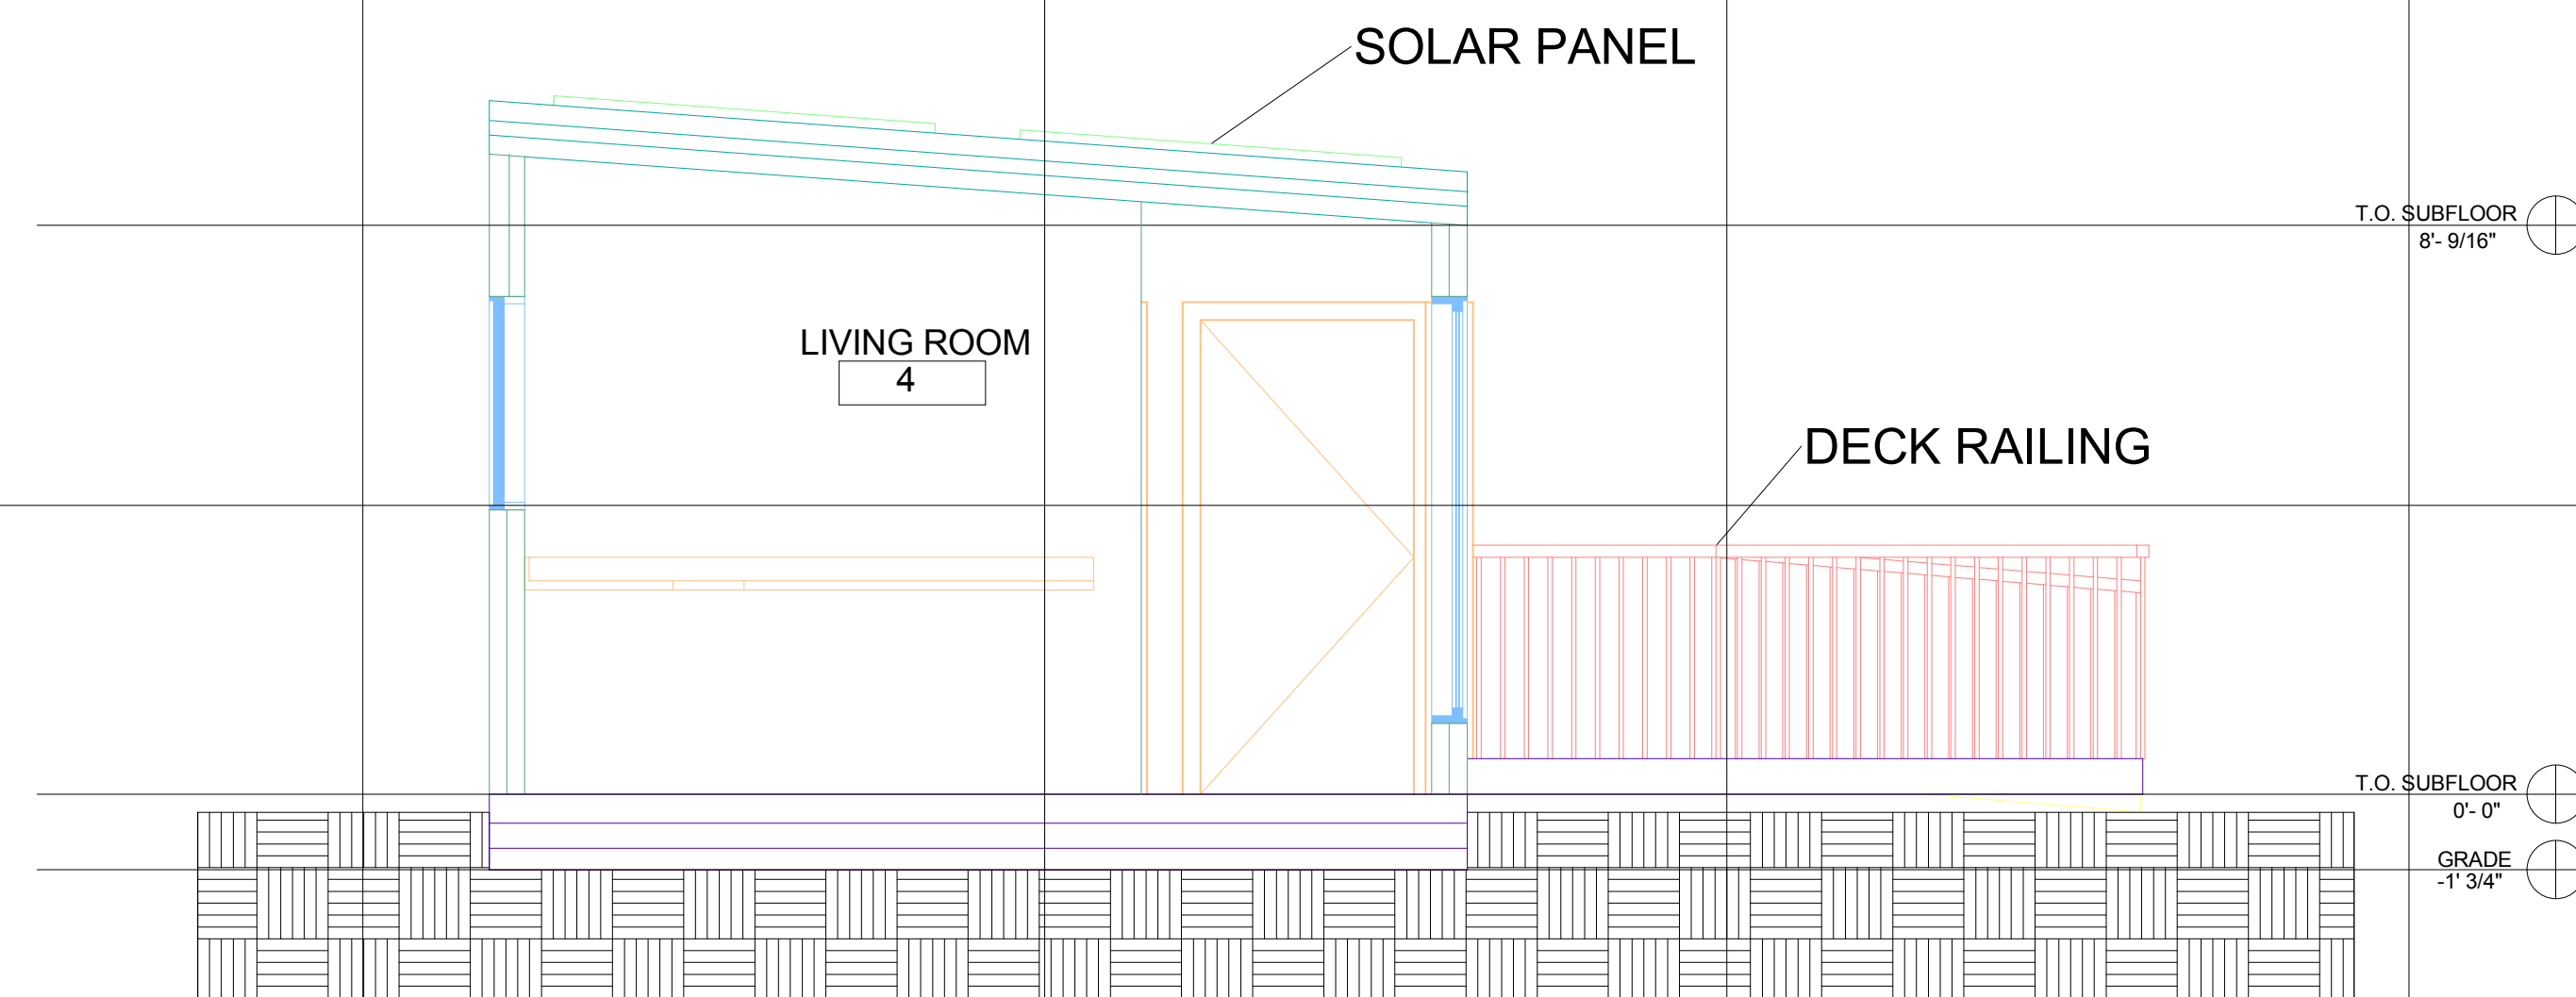 SOLAR PANEL
T.O. SUBFLOOR
8'- 9/16"
LIVING ROOM
4
DECK RAILING
T.O. SUBFLOOR
0'- 0"
GRADE
-1' 3/4"